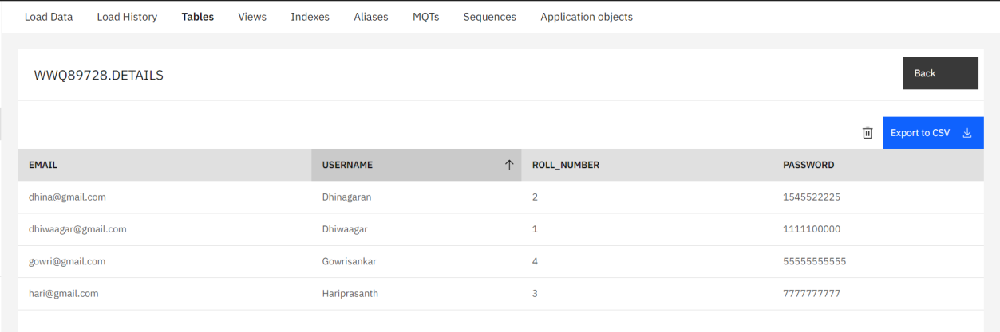 Load Data Load History Tables Views Indexes Aliases MQTs Sequences Application objects
WWQ89728.DETAILS Back
Export to CSV
EMAIL USERNAME ROLL_NUMBER PASSWORD
dhina@gmail.com Dhinagaran 2 1545522225
dhiwaagar@gmail.com Dhiwaagar 1 1111100000
gowri@gmail.com Gowrisankar 4 55555555555
hari@gmail.com Hariprasanth 3 7777777777